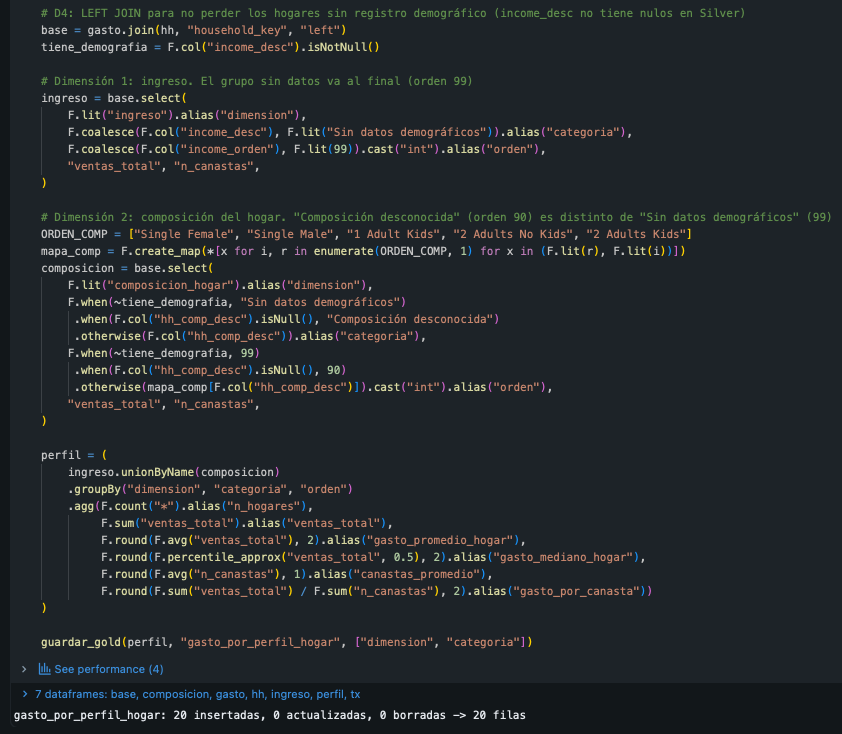 # D4: LEFT JOIN para no perder los hogares sin registro demográfico (income_desc no tiene nulos en Silver)
base = gasto.join(hh, "household_key", "left")
tiene_demografia = F.col("income_desc").isNotNull()

# Dimensión 1: ingreso. El grupo sin datos va al final (orden 99)
ingreso = base.select(
    F.lit("ingreso").alias("dimension"),
    F.coalesce(F.col("income_desc"), F.lit("Sin datos demográficos")).alias("categoria"),
    F.coalesce(F.col("income_orden"), F.lit(99)).cast("int").alias("orden"),
    "ventas_total", "n_canastas",
)

# Dimensión 2: composición del hogar. "Composición desconocida" (orden 90) es distinto de "Sin datos demográficos" (99)
ORDEN_COMP = ["Single Female", "Single Male", "1 Adult Kids", "2 Adults No Kids", "2 Adults Kids"]
mapa_comp = F.create_map(*[x for i, r in enumerate(ORDEN_COMP, 1) for x in (F.lit(r), F.lit(i))])
composicion = base.select(
    F.lit("composicion_hogar").alias("dimension"),
    F.when(~tiene_demografia, "Sin datos demográficos")
     .when(F.col("hh_comp_desc").isNull(), "Composición desconocida")
     .otherwise(F.col("hh_comp_desc")).alias("categoria"),
    F.when(~tiene_demografia, 99)
     .when(F.col("hh_comp_desc").isNull(), 90)
     .otherwise(mapa_comp[F.col("hh_comp_desc")]).cast("int").alias("orden"),
    "ventas_total", "n_canastas",
)

perfil = (
    ingreso.unionByName(composicion)
    .groupBy("dimension", "categoria", "orden")
    .agg(F.count("*").alias("n_hogares"),
         F.sum("ventas_total").alias("ventas_total"),
         F.round(F.avg("ventas_total"), 2).alias("gasto_promedio_hogar"),
         F.round(F.percentile_approx("ventas_total", 0.5), 2).alias("gasto_mediano_hogar"),
         F.round(F.avg("n_canastas"), 1).alias("canastas_promedio"),
         F.round(F.sum("ventas_total") / F.sum("n_canastas"), 2).alias("gasto_por_canasta"))
)

guardar_gold(perfil, "gasto_por_perfil_hogar", ["dimension", "categoria"])
See performance (4)
7 dataframes: base, composicion, gasto, hh, ingreso, perfil, tx
gasto_por_perfil_hogar: 20 insertadas, 0 actualizadas, 0 borradas -> 20 filas